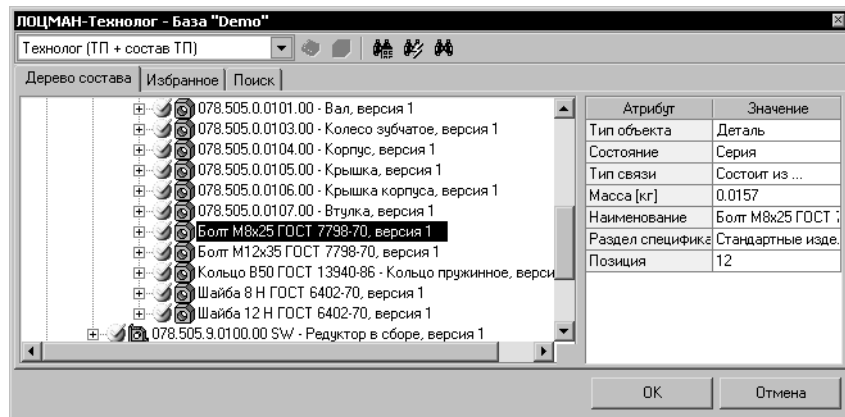 ЛОЦМАН-Технолог - База "Demo"
Технолог (ТП + состав ТП)
Дерево состава Избранное Поиск
078.505.0.0101.00 - Вал, версия 1
078.505.0.0103.00 - Колесо зубчатое, версия 1
078.505.0.0104.00 - Корпус, версия 1
078.505.0.0105.00 - Крышка, версия 1
078.505.0.0106.00 - Крышка корпуса, версия 1
078.505.0.0107.00 - Втулка, версия 1
Болт М8х25 ГОСТ 7798-70, версия 1
Болт М12х35 ГОСТ 7798-70, версия 1
Кольцо В50 ГОСТ 13940-86 - Кольцо пружинное, верси
Шайба 8 Н ГОСТ 6402-70, версия 1
Шайба 12 Н ГОСТ 6402-70, версия 1
078.505.9.0100.00 SW - Редуктор в сборе, версия 1
Атрибут Значение
Тип объекта Деталь
Состояние Серия
Тип связи Состоит из ...
Масса [кг] 0.0157
Наименование Болт М8х25 ГОСТ 7
Раздел специфика Стандартные изде.
Позиция 12
ОК Отмена